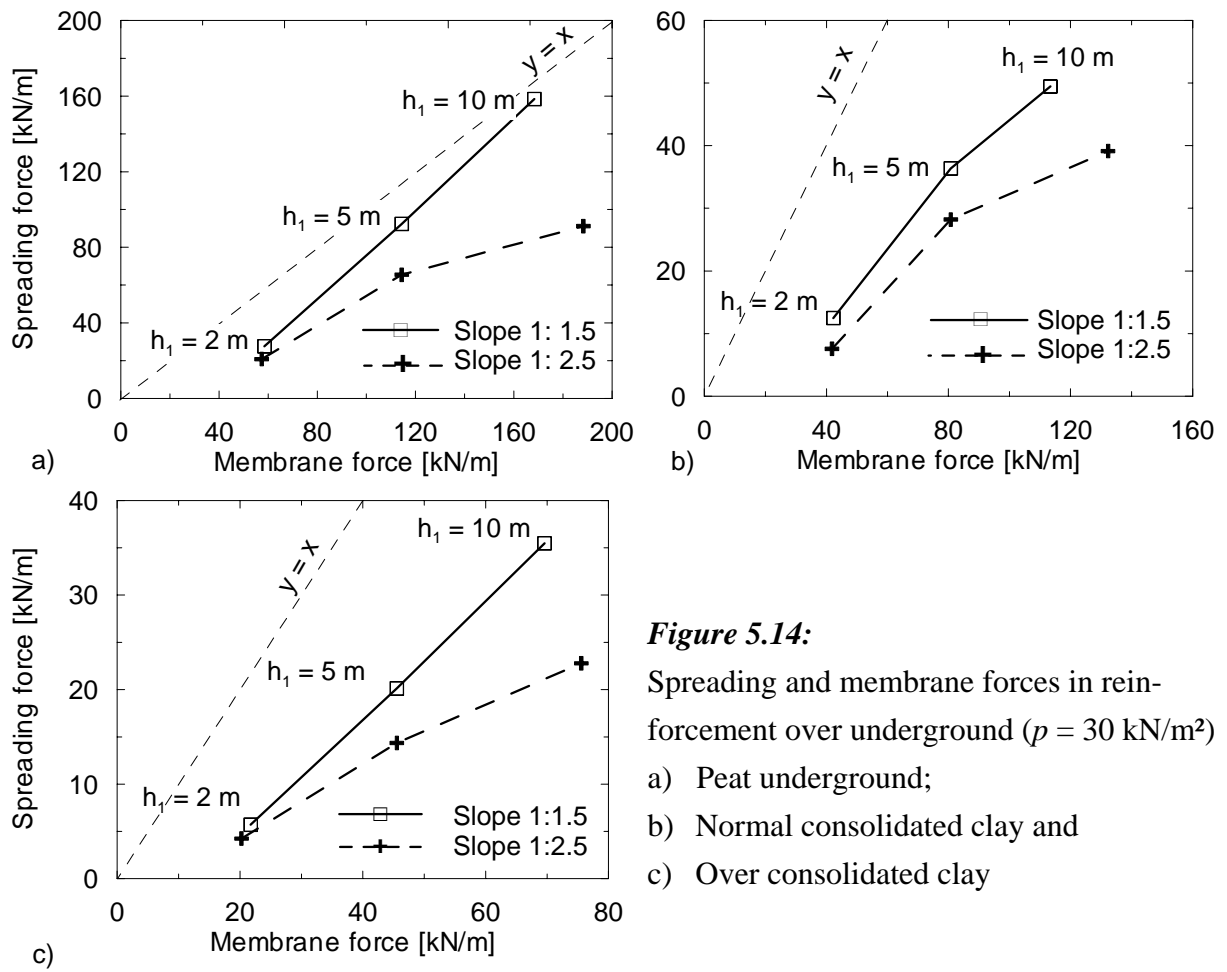 200
160
120
80
40
0
Spreading force [kN/m]
y = x
h₁ = 10 m
h₁ = 5 m
h₁ = 2 m
Slope 1: 1.5
Slope 1: 2.5
0 40 80 120 160 200
a) Membrane force [kN/m]
60
40
20
0
Spreading force [kN/m]
y = x
h₁ = 10 m
h₁ = 5 m
h₁ = 2 m
Slope 1:1.5
Slope 1:2.5
0 40 80 120 160
b) Membrane force [kN/m]
40
30
20
10
0
Spreading force [kN/m]
y = x
h₁ = 10 m
h₁ = 5 m
h₁ = 2 m
Slope 1:1.5
Slope 1:2.5
0 20 40 60 80
c) Membrane force [kN/m]
Figure 5.14:
Spreading and membrane forces in rein-
forcement over underground (p = 30 kN/m²)
a) Peat underground;
b) Normal consolidated clay and
c) Over consolidated clay